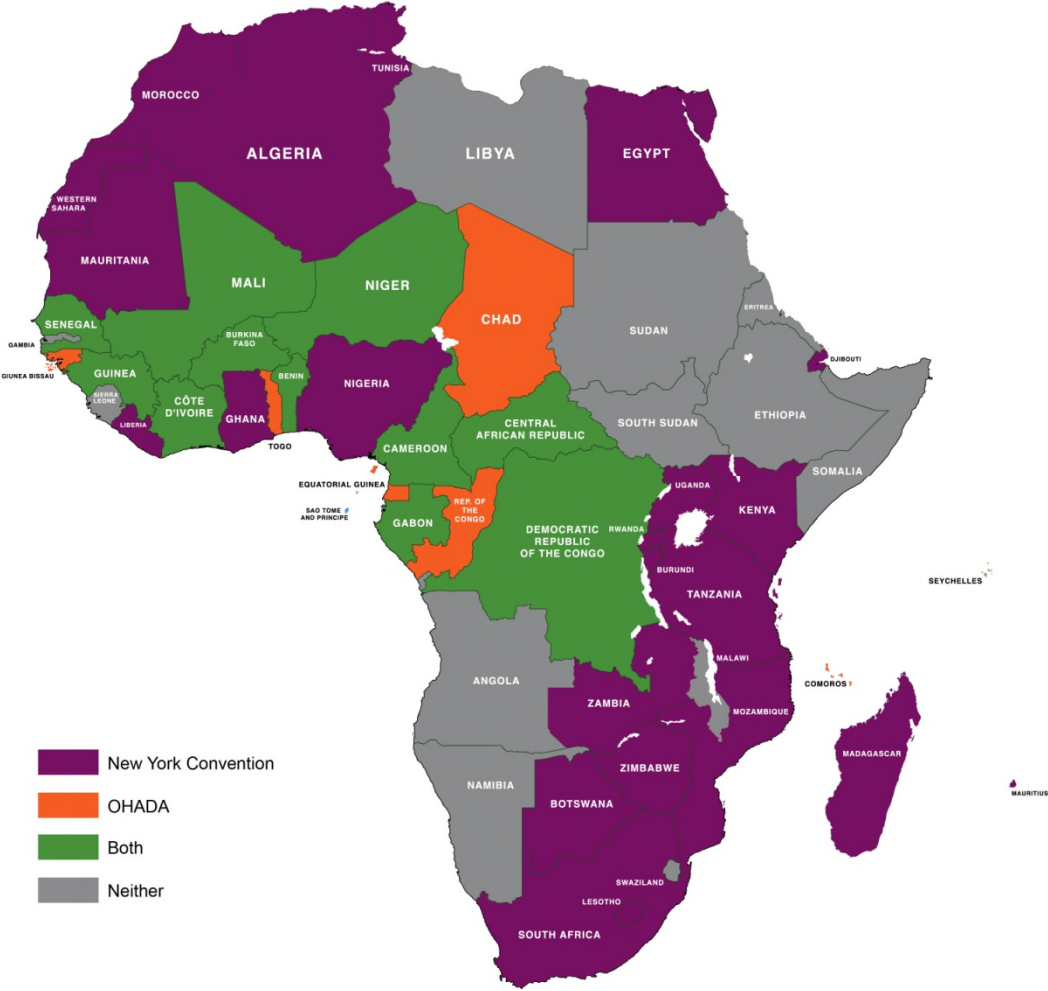 TUNISIA
MOROCCO
ALGERIA
LIBYA
EGYPT
WESTERN
SAHARA
MAURITANIA
MALI
NIGER
CHAD
SENEGAL
GAMBIA
GIUNEA BISSAU
GUINEA
SIERRA
LEONE
LIBERIA
CÔTE
D'IVOIRE
BURKINA
FASO
GHANA
TOGO
BENIN
NIGERIA
SUDAN
ERITREA
DJIBOUTI
ETHIOPIA
SOUTH SUDAN
SOMALIA
CENTRAL
AFRICAN REPUBLIC
CAMEROON
EQUATORIAL GUINEA
SAO TOME
AND PRINCIPE
GABON
REP. OF
THE
CONGO
DEMOCRATIC
REPUBLIC
OF THE CONGO
UGANDA
KENYA
RWANDA
BURUNDI
TANZANIA
SEYCHELLES
COMOROS
ANGOLA
ZAMBIA
MALAWI
MOZAMBIQUE
MADAGASCAR
MAURITIUS
NAMIBIA
ZIMBABWE
BOTSWANA
SWAZILAND
LESOTHO
SOUTH AFRICA
New York Convention
OHADA
Both
Neither